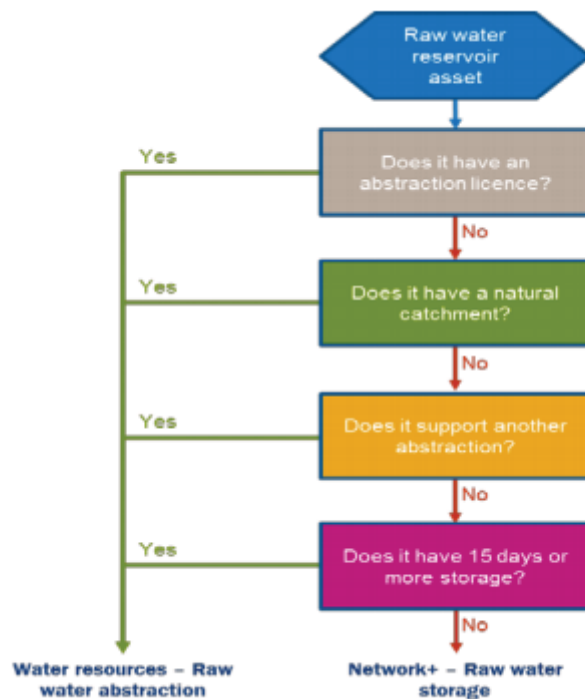 Raw water
reservoir
asset
Yes
Does it have an
abstraction licence?
No
Yes
Does it have a natural
catchment?
No
Yes
Does it support another
abstraction?
No
Yes
Does it have 15 days or
more storage?
No
Water resources – Raw
water abstraction
Network+ – Raw water
storage